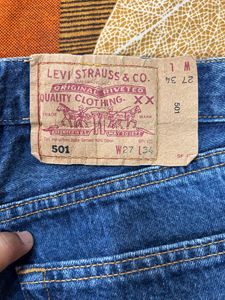 W L
27 34
501
LEVI STRAUSS & CO.
ORIGINAL RIVETED
QUALITY CLOTHING. XX
TRADE MARK
501 W27 L34